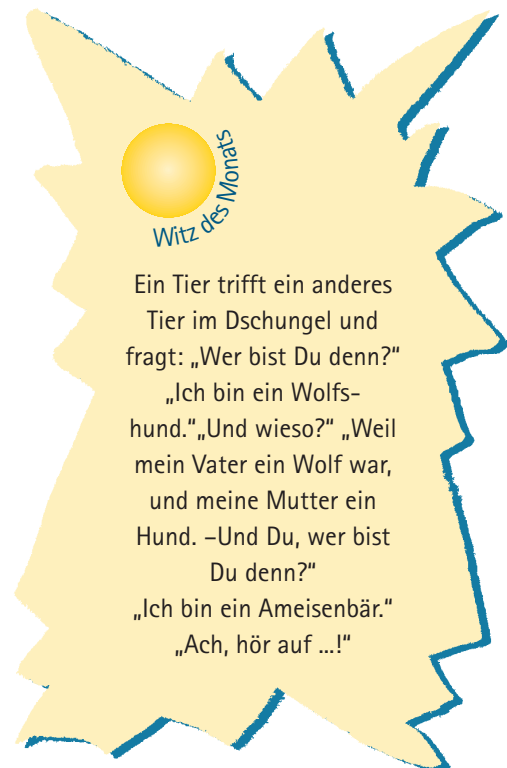 Witz des Monats
Ein Tier trifft ein anderes
Tier im Dschungel und
fragt: „Wer bist Du denn?“
„Ich bin ein Wolfs-
hund.“„Und wieso?“ „Weil
mein Vater ein Wolf war,
und meine Mutter ein
Hund. –Und Du, wer bist
Du denn?“
„Ich bin ein Ameisenbär.“
„Ach, hör auf ...!“